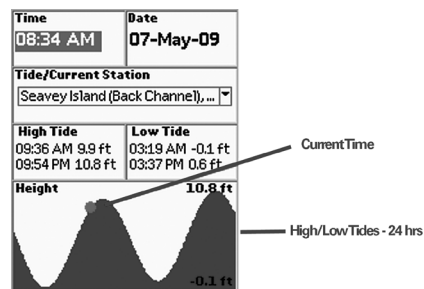 Time
08:34 AM
Date
07-May-09
Tide/Current Station
Seavey Island (Back Channel), ...
High Tide
09:36 AM 9.9 ft
09:54 PM 10.8 ft
Low Tide
03:19 AM -0.1 ft
03:37 PM 0.6 ft
Current Time
Height
10.8 ft
High/Low Tides - 24 hrs
-0.1 ft